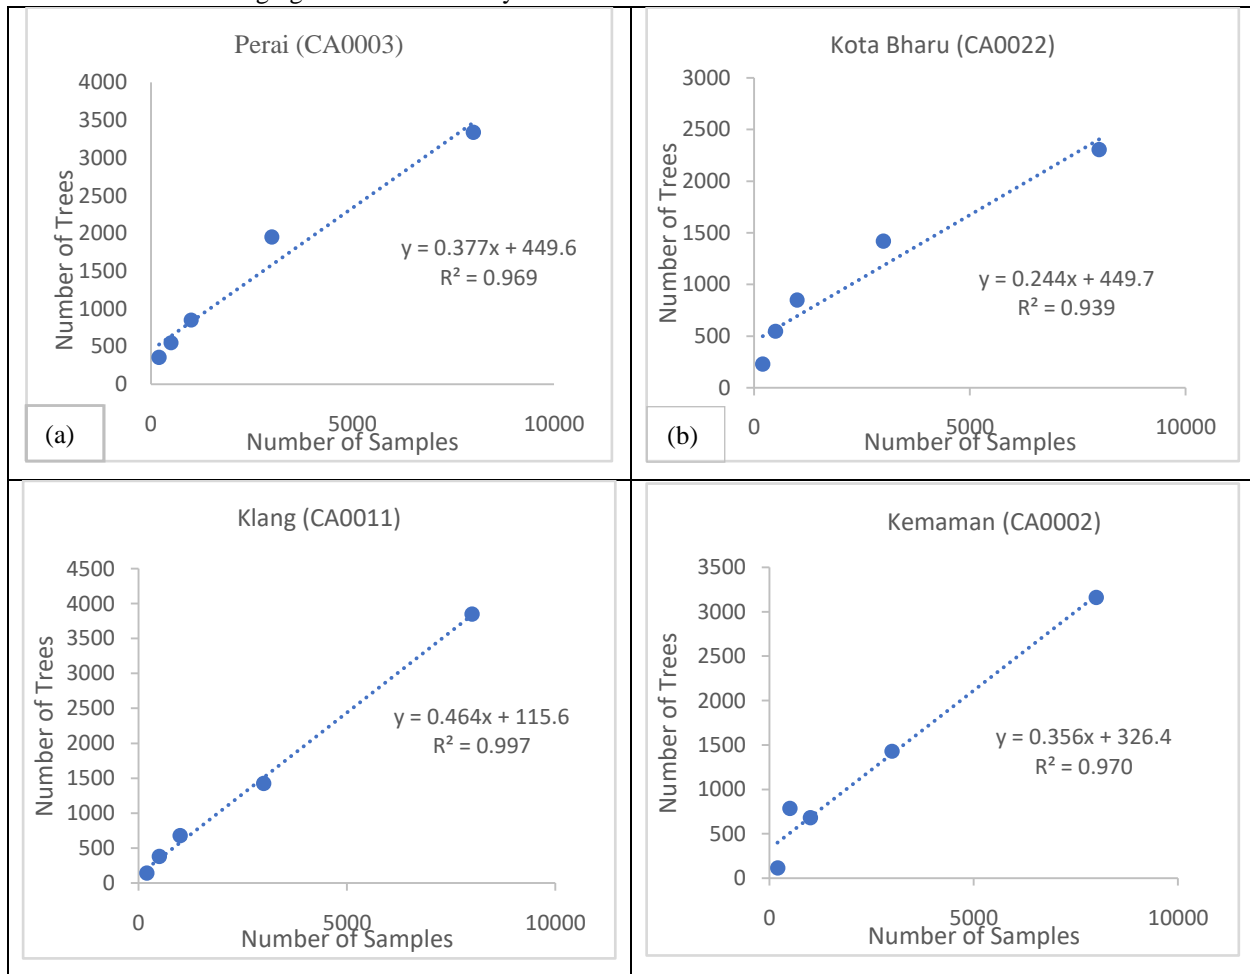 Perai (CA0003)
4000
3500
3000
2500
2000
1500
1000
500
0
Number of Trees
y = 0.377x + 449.6
R² = 0.969
0
5000
10000
Number of Samples
(a)
Kota Bharu (CA0022)
3000
2500
2000
1500
1000
500
0
Number of Trees
y = 0.244x + 449.7
R² = 0.939
0
5000
10000
Number of Samples
(b)
Klang (CA0011)
4500
4000
3500
3000
2500
2000
1500
1000
500
0
Number of Trees
y = 0.464x + 115.6
R² = 0.997
0
5000
10000
Number of Samples
Kemaman (CA0002)
3500
3000
2500
2000
1500
1000
500
0
Number of Trees
y = 0.356x + 326.4
R² = 0.970
0
5000
10000
Number of Samples